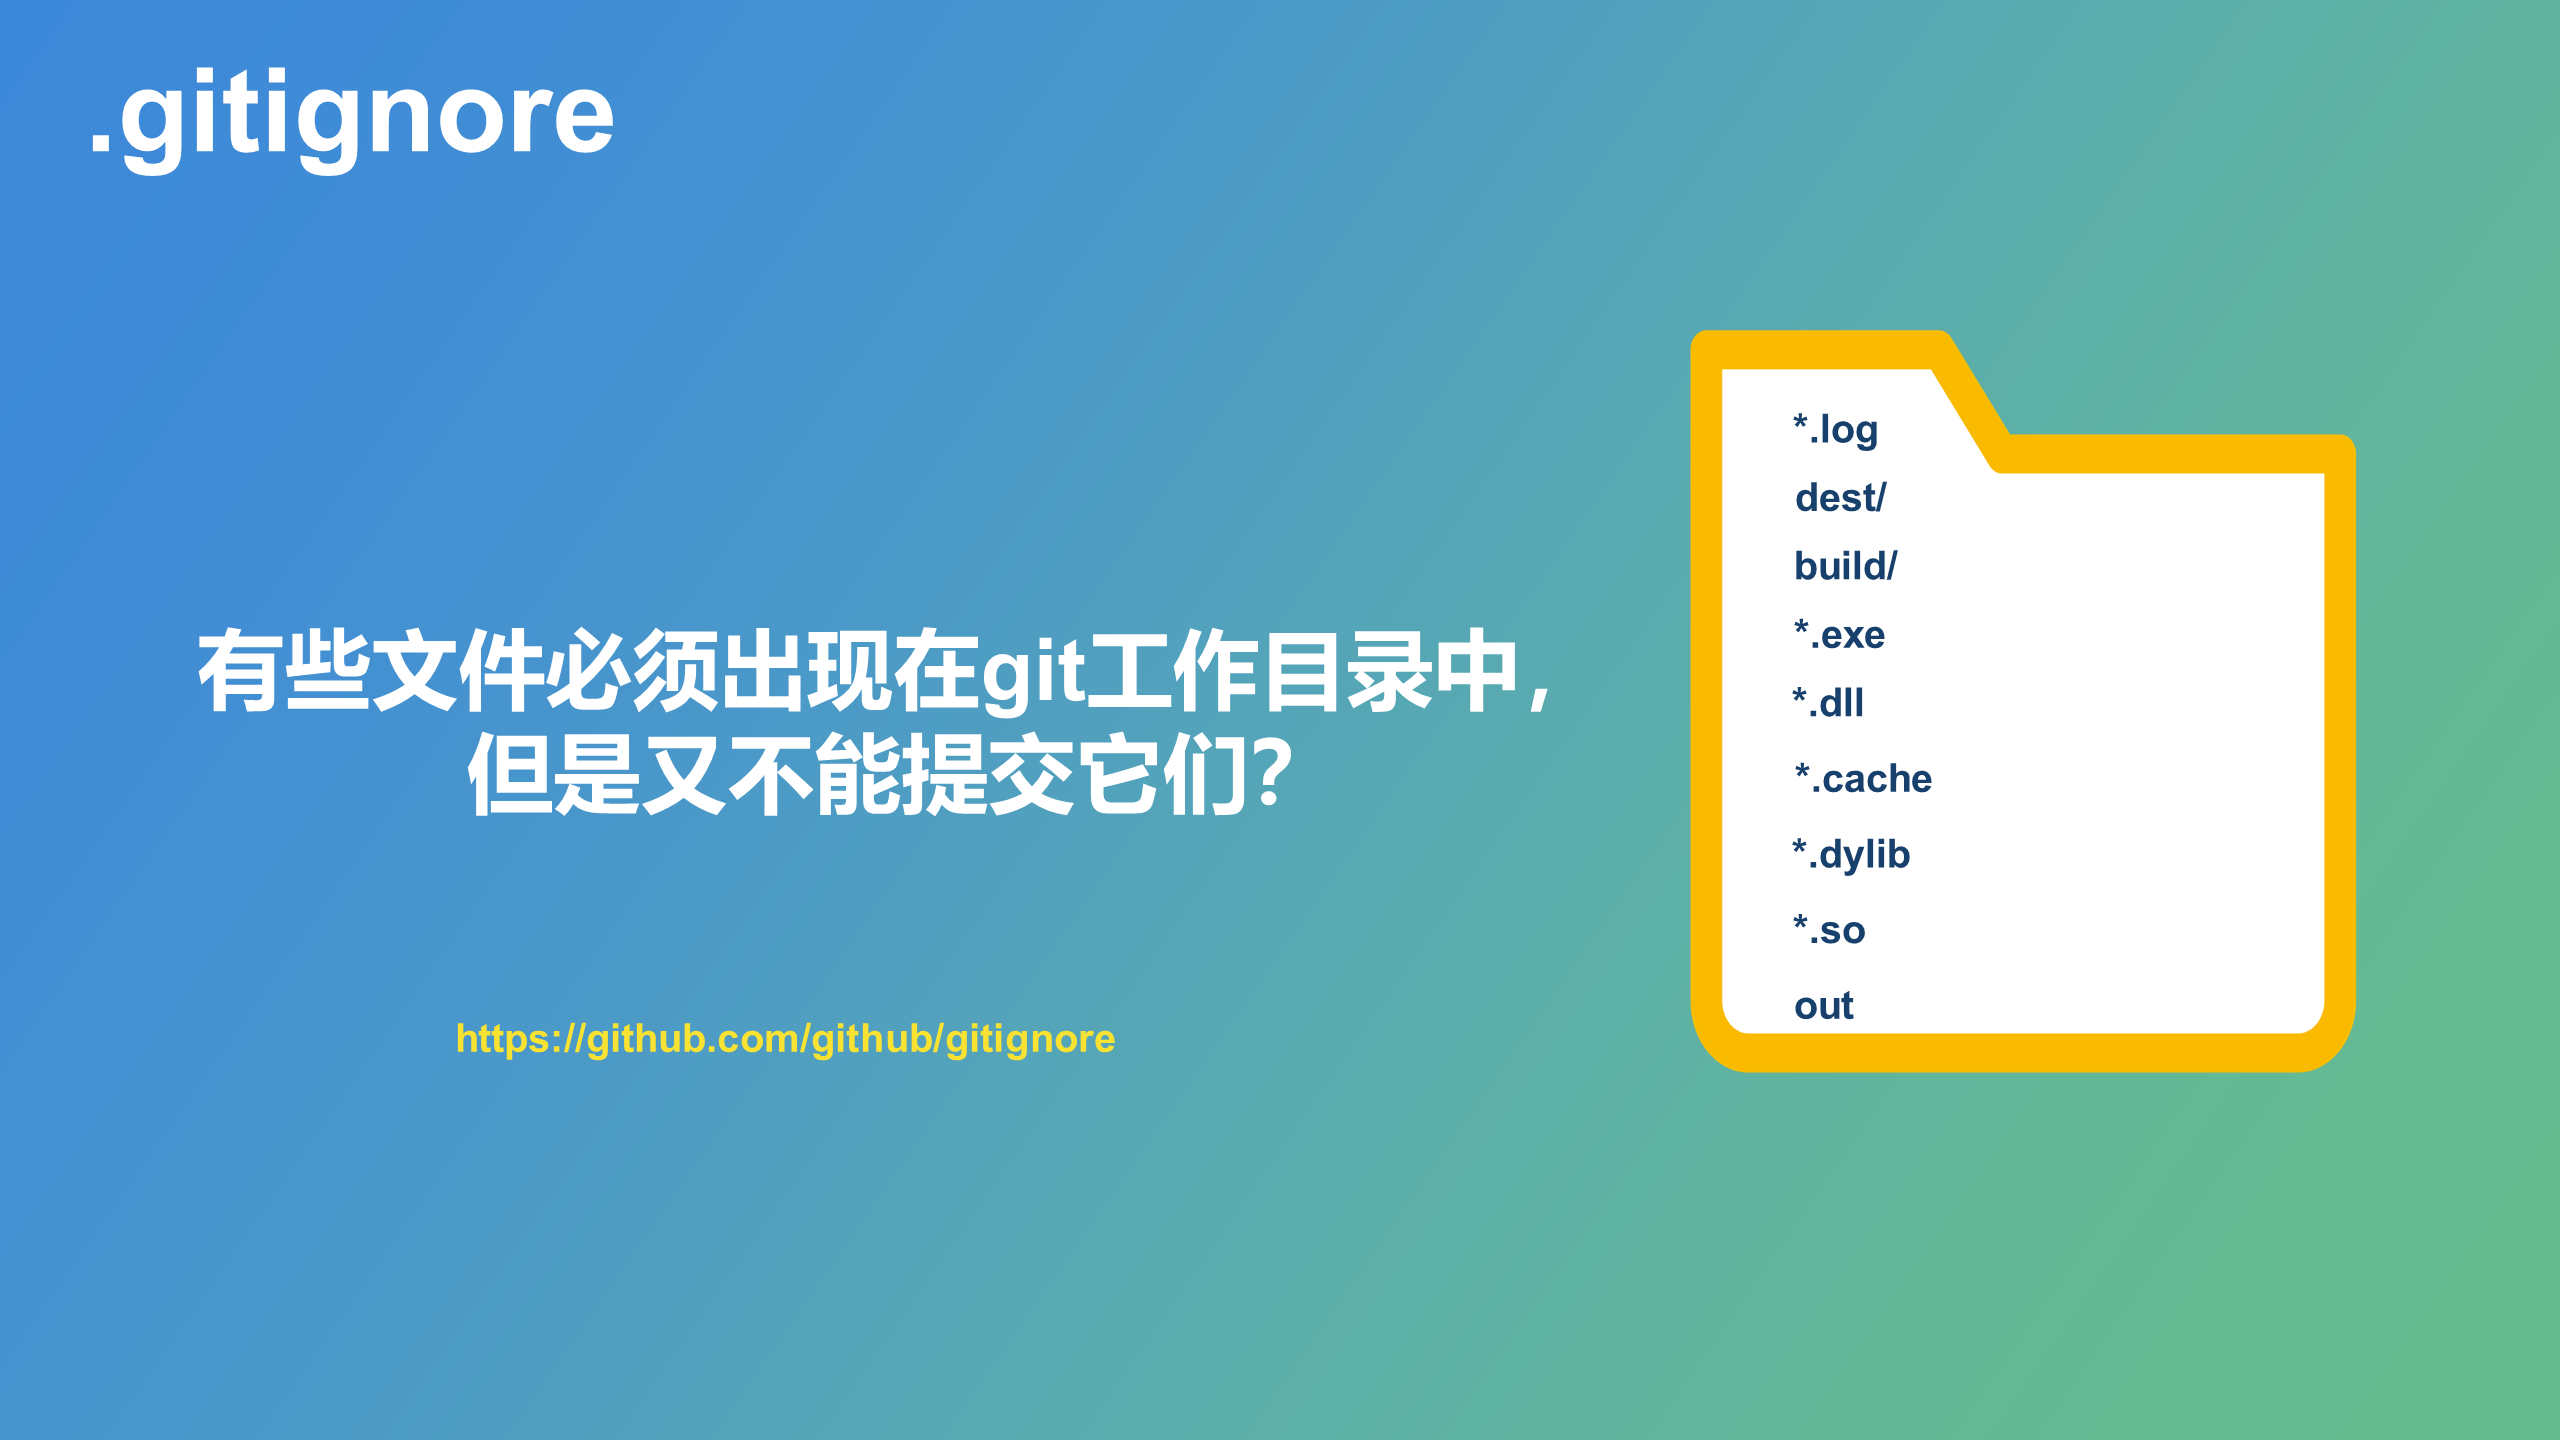 .gitignore
有些文件必须出现在git工作目录中，
但是又不能提交它们？
https://github.com/github/gitignore
*.log
dest/
build/
*.exe
*.dll
*.cache
*.dylib
*.so
out